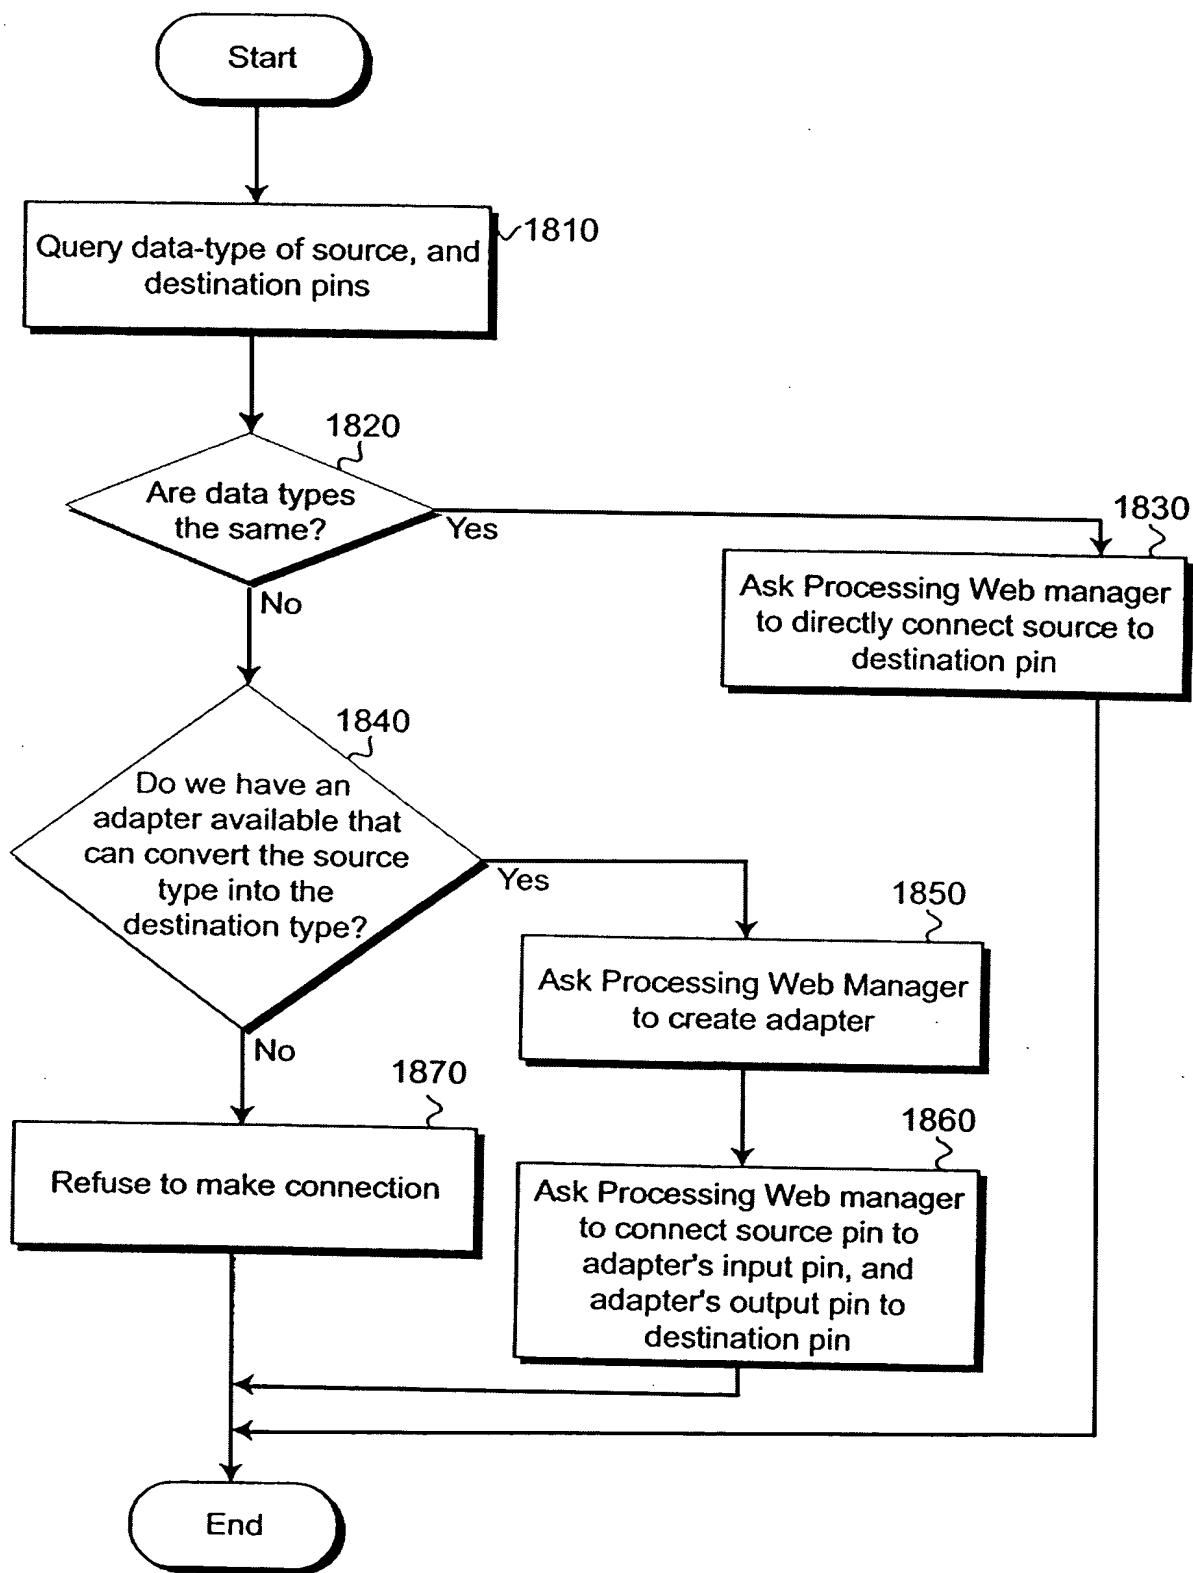 Start
1810
Query data-type of source, and
destination pins
1820
Are data types
the same?
Yes
No
1830
Ask Processing Web manager
to directly connect source to
destination pin
1840
Do we have an
adapter available that
can convert the source
type into the
destination type?
Yes
No
1850
Ask Processing Web Manager
to create adapter
1870
Refuse to make connection
1860
Ask Processing Web manager
to connect source pin to
adapter's input pin, and
adapter's output pin to
destination pin
End